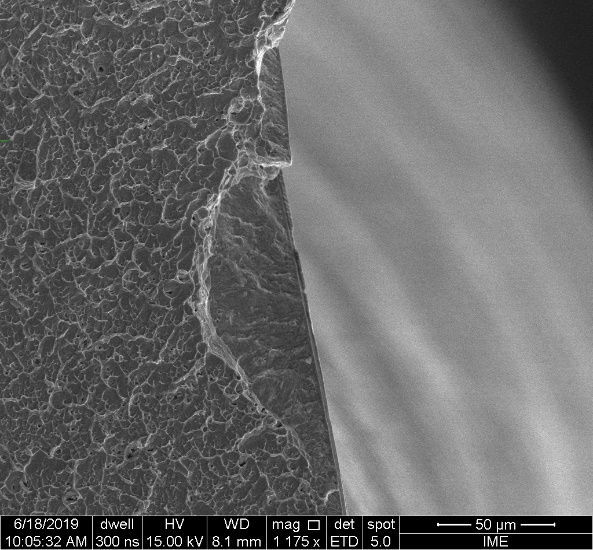 6/18/2019 dwell HV WD mag □ det spot 50 μm
10:05:32 AM 300 ns 15.00 kV 8.1 mm 1 175 x ETD 5.0 IME